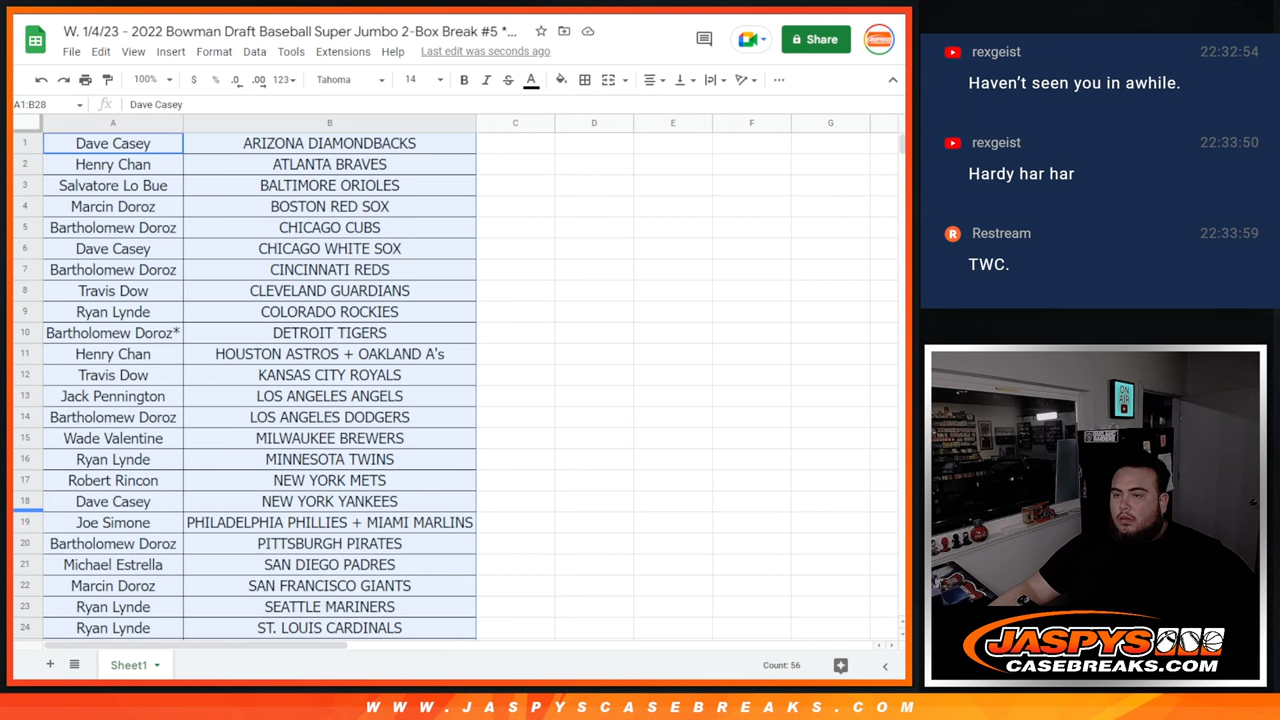 W. 1/4/23 - 2022 Bowman Draft Baseball Super Jumbo 2-Box Break #5 *...
File Edit View Insert Format Data Tools Extensions Help Last edit was seconds ago
Share
100% $ % .0 .00 123 Tahoma 14 B I S A
A1:B28 fx Dave Casey
A B C D E F G
1 Dave Casey ARIZONA DIAMONDBACKS
2 Henry Chan ATLANTA BRAVES
3 Salvatore Lo Bue BALTIMORE ORIOLES
4 Marcin Doroz BOSTON RED SOX
5 Bartholomew Doroz CHICAGO CUBS
6 Dave Casey CHICAGO WHITE SOX
7 Bartholomew Doroz CINCINNATI REDS
8 Travis Dow CLEVELAND GUARDIANS
9 Ryan Lynde COLORADO ROCKIES
10 Bartholomew Doroz* DETROIT TIGERS
11 Henry Chan HOUSTON ASTROS + OAKLAND A's
12 Travis Dow KANSAS CITY ROYALS
13 Jack Pennington LOS ANGELES ANGELS
14 Bartholomew Doroz LOS ANGELES DODGERS
15 Wade Valentine MILWAUKEE BREWERS
16 Ryan Lynde MINNESOTA TWINS
17 Robert Rincon NEW YORK METS
18 Dave Casey NEW YORK YANKEES
19 Joe Simone PHILADELPHIA PHILLIES + MIAMI MARLINS
20 Bartholomew Doroz PITTSBURGH PIRATES
21 Michael Estrella SAN DIEGO PADRES
22 Marcin Doroz SAN FRANCISCO GIANTS
23 Ryan Lynde SEATTLE MARINERS
24 Ryan Lynde ST. LOUIS CARDINALS
Sheet1
Count: 56
rexgeist 22:32:54
Haven't seen you in awhile.
rexgeist 22:33:50
Hardy har har
R Restream 22:33:59
TWC.
ON
AIR
JASPYS
CASEBREAKS.COM
WWW.JASPYSCASEBREAKS.COM